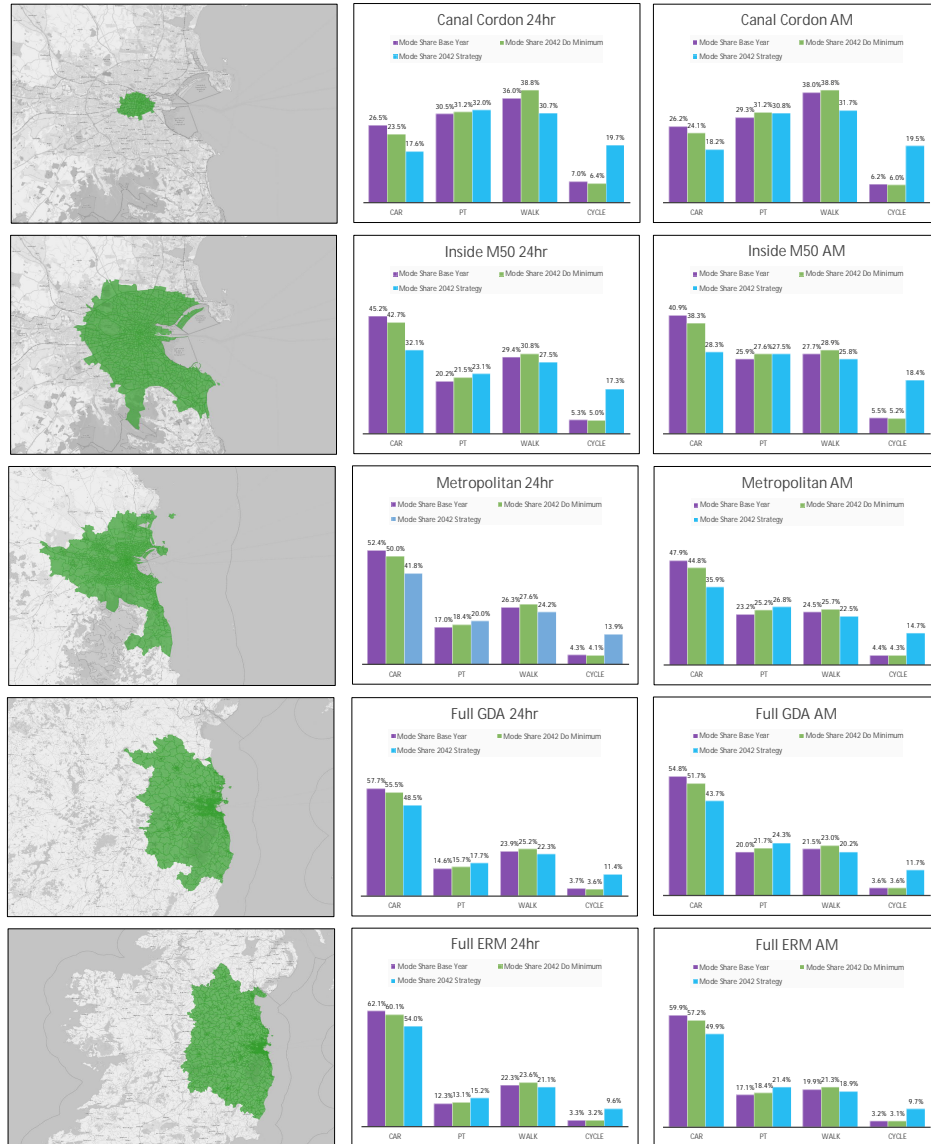 Canal Cordon 24hr
Mode Share Base Year Mode Share 2042 Do Minimum
Mode Share 2042 Strategy
26.5% 23.5% 17.6% 30.5% 31.2% 32.0% 36.0% 38.8% 30.7% 7.0% 6.4% 19.7%
CAR PT WALK CYCLE
Canal Cordon AM
Mode Share Base Year Mode Share 2042 Do Minimum
Mode Share 2042 Strategy
26.2% 24.1% 18.2% 29.3% 31.2% 30.8% 38.0% 38.8% 31.7% 6.2% 6.0% 19.5%
CAR PT WALK CYCLE
Inside M50 24hr
Mode Share Base Year Mode Share 2042 Do Minimum
Mode Share 2042 Strategy
45.2% 42.7% 32.1% 20.2% 21.5% 23.1% 29.4% 30.8% 27.5% 5.3% 5.0% 17.3%
CAR PT WALK CYCLE
Inside M50 AM
Mode Share Base Year Mode Share 2042 Do Minimum
Mode Share 2042 Strategy
40.9% 38.3% 28.3% 25.9% 27.6% 27.5% 27.7% 28.9% 25.8% 5.5% 5.2% 18.4%
CAR PT WALK CYCLE
Metropolitan 24hr
Mode Share Base Year Mode Share 2042 Do Minimum
Mode Share 2042 Strategy
52.4% 50.0% 41.8% 17.0% 18.4% 20.0% 26.3% 27.6% 24.2% 4.3% 4.1% 13.9%
CAR PT WALK CYCLE
Metropolitan AM
Mode Share Base Year Mode Share 2042 Do Minimum
Mode Share 2042 Strategy
47.9% 44.8% 35.9% 23.2% 25.2% 26.8% 24.5% 25.7% 22.5% 4.4% 4.3% 14.7%
CAR PT WALK CYCLE
Full GDA 24hr
Mode Share Base Year Mode Share 2042 Do Minimum
Mode Share 2042 Strategy
57.7% 55.5% 48.5% 14.6% 15.7% 17.7% 23.9% 25.2% 22.3% 3.7% 3.6% 11.4%
CAR PT WALK CYCLE
Full GDA AM
Mode Share Base Year Mode Share 2042 Do Minimum
Mode Share 2042 Strategy
54.8% 51.7% 43.7% 20.0% 21.7% 24.3% 21.5% 23.0% 20.2% 3.6% 3.6% 11.7%
CAR PT WALK CYCLE
Full ERM 24hr
Mode Share Base Year Mode Share 2042 Do Minimum
Mode Share 2042 Strategy
62.1% 60.1% 54.0% 12.3% 13.1% 15.2% 22.3% 23.6% 21.1% 3.3% 3.2% 9.6%
CAR PT WALK CYCLE
Full ERM AM
Mode Share Base Year Mode Share 2042 Do Minimum
Mode Share 2042 Strategy
59.9% 57.2% 49.9% 17.1% 18.4% 21.4% 19.9% 21.3% 18.9% 3.2% 3.1% 9.7%
CAR PT WALK CYCLE